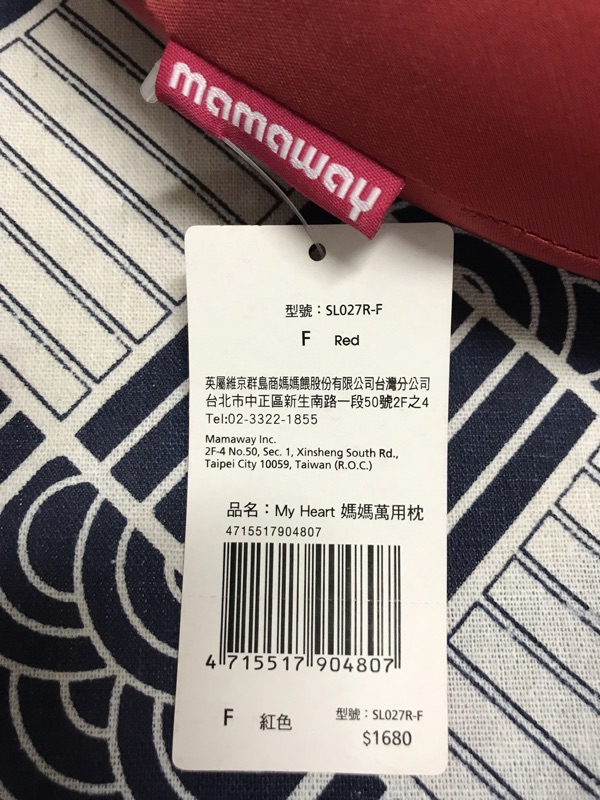 mamaway
型號：SL027R-F
F Red
英屬維京群島商媽媽餵股份有限公司台灣分公司
台北市中正區新生南路一段50號2F之4
Tel:02-3322-1855
Mamaway Inc.
2F-4 No.50, Sec. 1, Xinsheng South Rd.,
Taipei City 10059, Taiwan (R.O.C.)
品名：My Heart 媽媽萬用枕
4715517904807
4 715517 904807
F 紅色 型號：SL027R-F
$1680